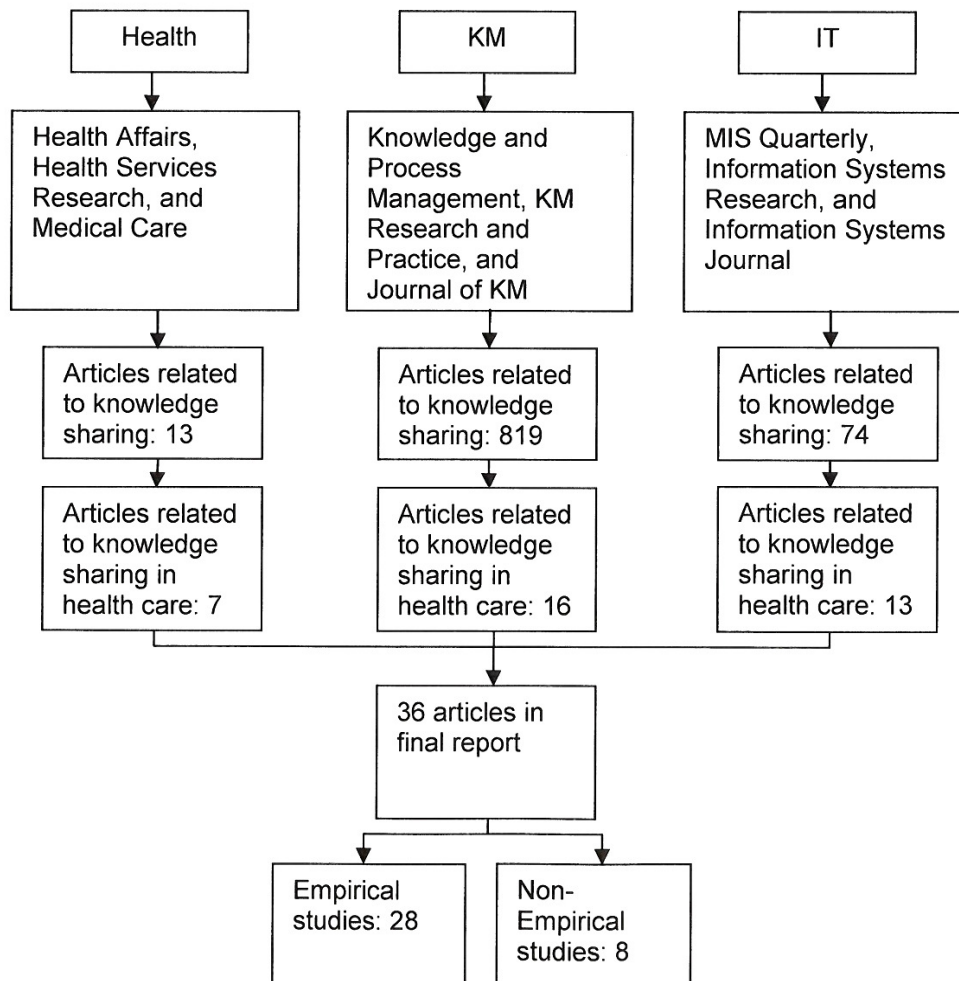 Health
KM
IT
Health Affairs,
Health Services
Research, and
Medical Care
Knowledge and
Process
Management, KM
Research and
Practice, and
Journal of KM
MIS Quarterly,
Information Systems
Research, and
Information Systems
Journal
Articles related
to knowledge
sharing: 13
Articles related
to knowledge
sharing: 819
Articles related
to knowledge
sharing: 74
Articles related
to knowledge
sharing in
health care: 7
Articles related
to knowledge
sharing in
health care: 16
Articles related
to knowledge
sharing in
health care: 13
36 articles in
final report
Empirical
studies: 28
Non-
Empirical
studies: 8